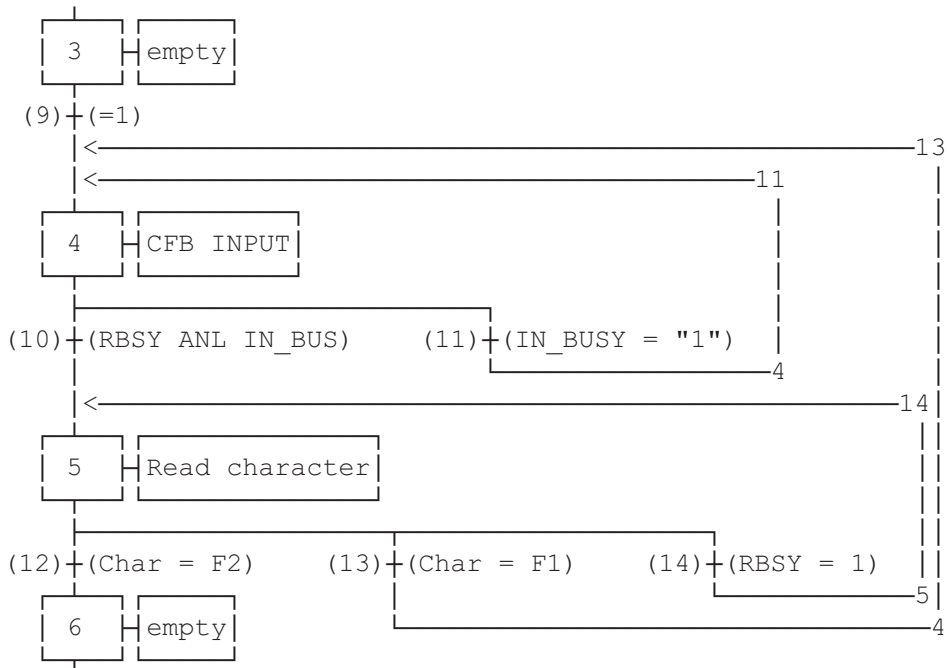 3 empty
(9) (=1)
< 13
< 11
4 CFB INPUT
(10) (RBSY ANL IN_BUS) (11) (IN_BUSY = "1")
4
< 14
5 Read character
(12) (Char = F2) (13) (Char = F1) (14) (RBSY = 1)
5
6 empty 4